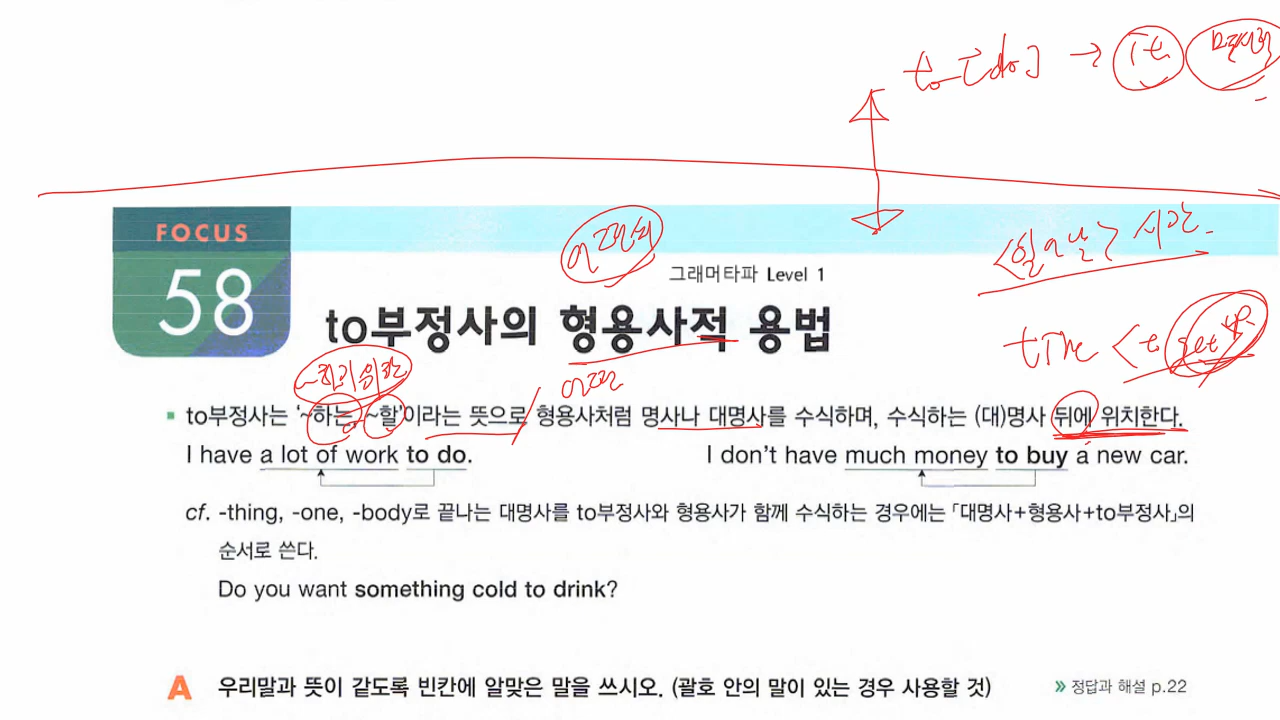 to [do] → It
FOCUS
58
<일어날> 시간.
그래머타파 Level 1
to부정사의 형용사적 용법
time < to get up
~하기 위한
to부정사는 '~하는, ~할'이라는 뜻으로 형용사처럼 명사나 대명사를 수식하며, 수식하는 (대)명사 뒤에 위치한다.
I have a lot of work to do.
I don't have much money to buy a new car.
cf. -thing, -one, -body로 끝나는 대명사를 to부정사와 형용사가 함께 수식하는 경우에는 「대명사+형용사+to부정사」의
순서로 쓴다.
Do you want something cold to drink?
A 우리말과 뜻이 같도록 빈칸에 알맞은 말을 쓰시오. (괄호 안의 말이 있는 경우 사용할 것)
» 정답과 해설 p.22